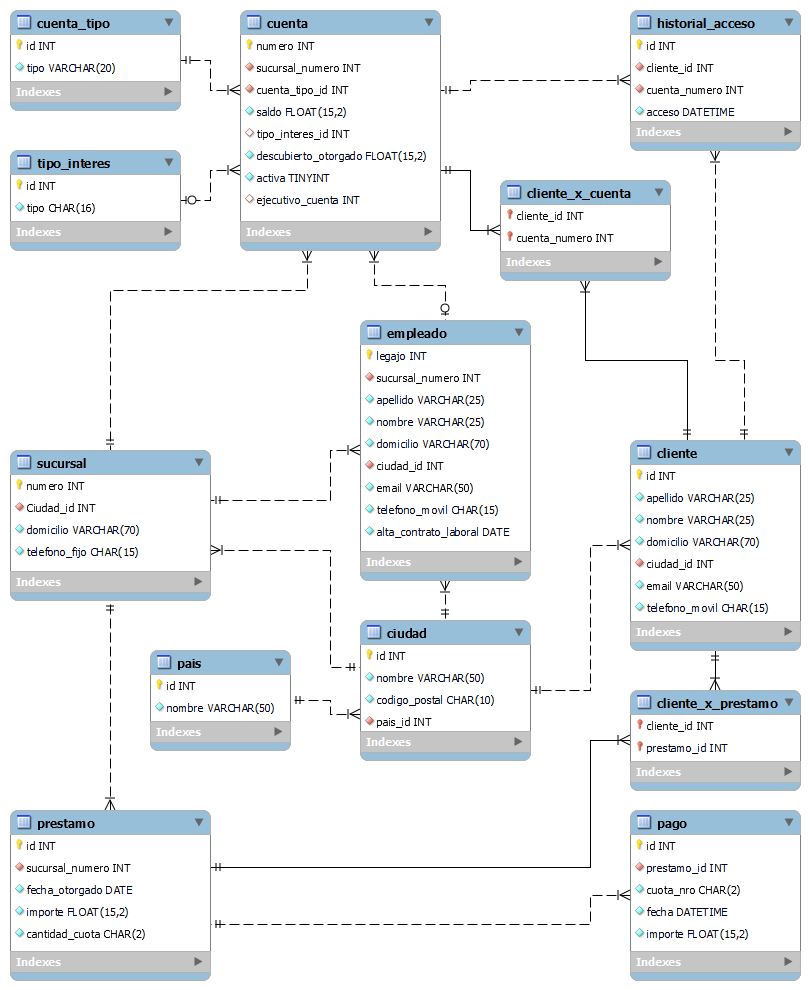 cuenta_tipo
id INT
tipo VARCHAR(20)
Indexes
cuenta
numero INT
sucursal_numero INT
cuenta_tipo_id INT
saldo FLOAT(15,2)
tipo_interes_id INT
descubierto_otorgado FLOAT(15,2)
activa TINYINT
ejecutivo_cuenta INT
Indexes
historial_acceso
id INT
cliente_id INT
cuenta_numero INT
acceso DATETIME
Indexes
tipo_interes
id INT
tipo CHAR(16)
Indexes
cliente_x_cuenta
cliente_id INT
cuenta_numero INT
Indexes
empleado
legajo INT
sucursal_numero INT
apellido VARCHAR(25)
nombre VARCHAR(25)
domicilio VARCHAR(70)
ciudad_id INT
email VARCHAR(50)
telefono_movil CHAR(15)
alta_contrato_laboral DATE
Indexes
sucursal
numero INT
Ciudad_id INT
domicilio VARCHAR(70)
telefono_fijo CHAR(15)
Indexes
cliente
id INT
apellido VARCHAR(25)
nombre VARCHAR(25)
domicilio VARCHAR(70)
ciudad_id INT
email VARCHAR(50)
telefono_movil CHAR(15)
Indexes
pais
id INT
nombre VARCHAR(50)
Indexes
ciudad
id INT
nombre VARCHAR(50)
codigo_postal CHAR(10)
pais_id INT
Indexes
cliente_x_prestamo
cliente_id INT
prestamo_id INT
Indexes
prestamo
id INT
sucursal_numero INT
fecha_otorgado DATE
importe FLOAT(15,2)
cantidad_cuota CHAR(2)
Indexes
pago
id INT
prestamo_id INT
cuota_nro CHAR(2)
fecha DATETIME
importe FLOAT(15,2)
Indexes